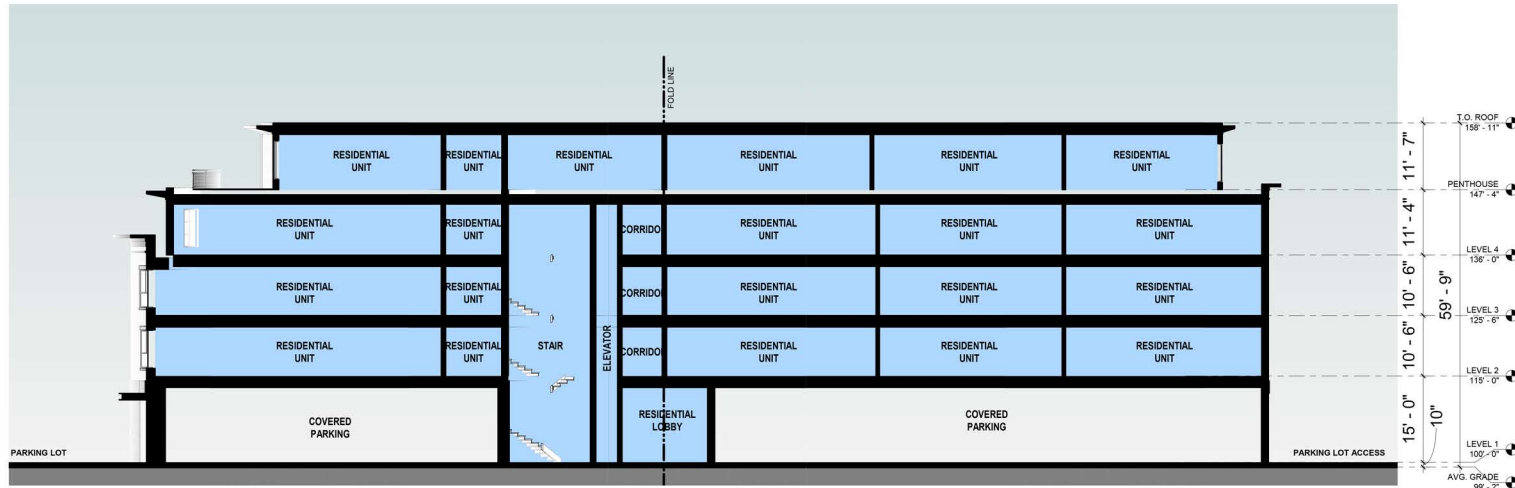 FOLD LINE
T.O. ROOF
158' - 11"
RESIDENTIAL
UNIT
RESIDENTIAL
UNIT
RESIDENTIAL
UNIT
RESIDENTIAL
UNIT
RESIDENTIAL
UNIT
RESIDENTIAL
UNIT
11' - 7"
PENTHOUSE
147' - 4"
RESIDENTIAL
UNIT
RESIDENTIAL
UNIT
CORRIDO
RESIDENTIAL
UNIT
RESIDENTIAL
UNIT
RESIDENTIAL
UNIT
11' - 4"
LEVEL 4
136' - 0"
RESIDENTIAL
UNIT
RESIDENTIAL
UNIT
CORRIDO
RESIDENTIAL
UNIT
RESIDENTIAL
UNIT
RESIDENTIAL
UNIT
10' - 6"
59' - 9"
LEVEL 3
125' - 6"
RESIDENTIAL
UNIT
RESIDENTIAL
UNIT
STAIR
ELEVATOR
CORRIDO
RESIDENTIAL
UNIT
RESIDENTIAL
UNIT
RESIDENTIAL
UNIT
10' - 6"
LEVEL 2
115' - 0"
COVERED
PARKING
RESIDENTIAL
LOBBY
COVERED
PARKING
15' - 0"
10"
LEVEL 1
100' - 0"
PARKING LOT
PARKING LOT ACCESS
AVG. GRADE
99' - 2"